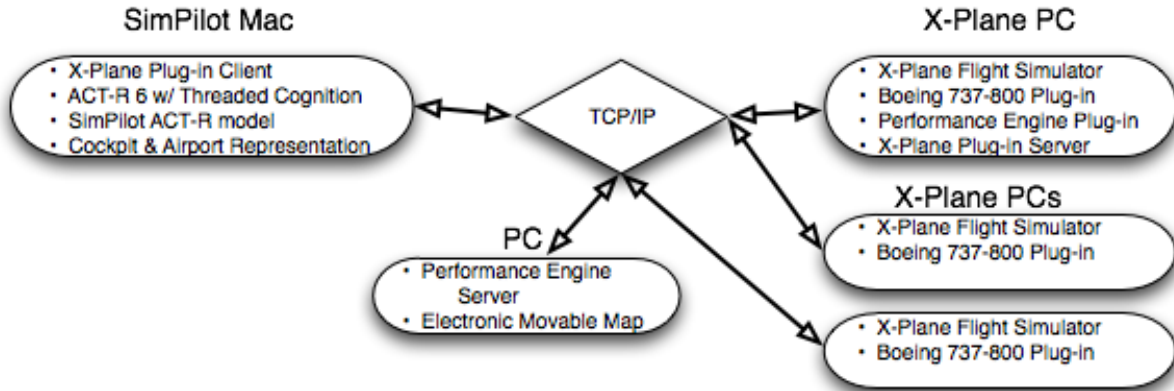 SimPilot Mac
• X-Plane Plug-in Client
• ACT-R 6 w/ Threaded Cognition
• SimPilot ACT-R model
• Cockpit & Airport Representation
TCP/IP
X-Plane PC
• X-Plane Flight Simulator
• Boeing 737-800 Plug-in
• Performance Engine Plug-in
• X-Plane Plug-in Server
X-Plane PCs
• X-Plane Flight Simulator
• Boeing 737-800 Plug-in
PC
• Performance Engine
Server
• Electronic Movable Map
• X-Plane Flight Simulator
• Boeing 737-800 Plug-in